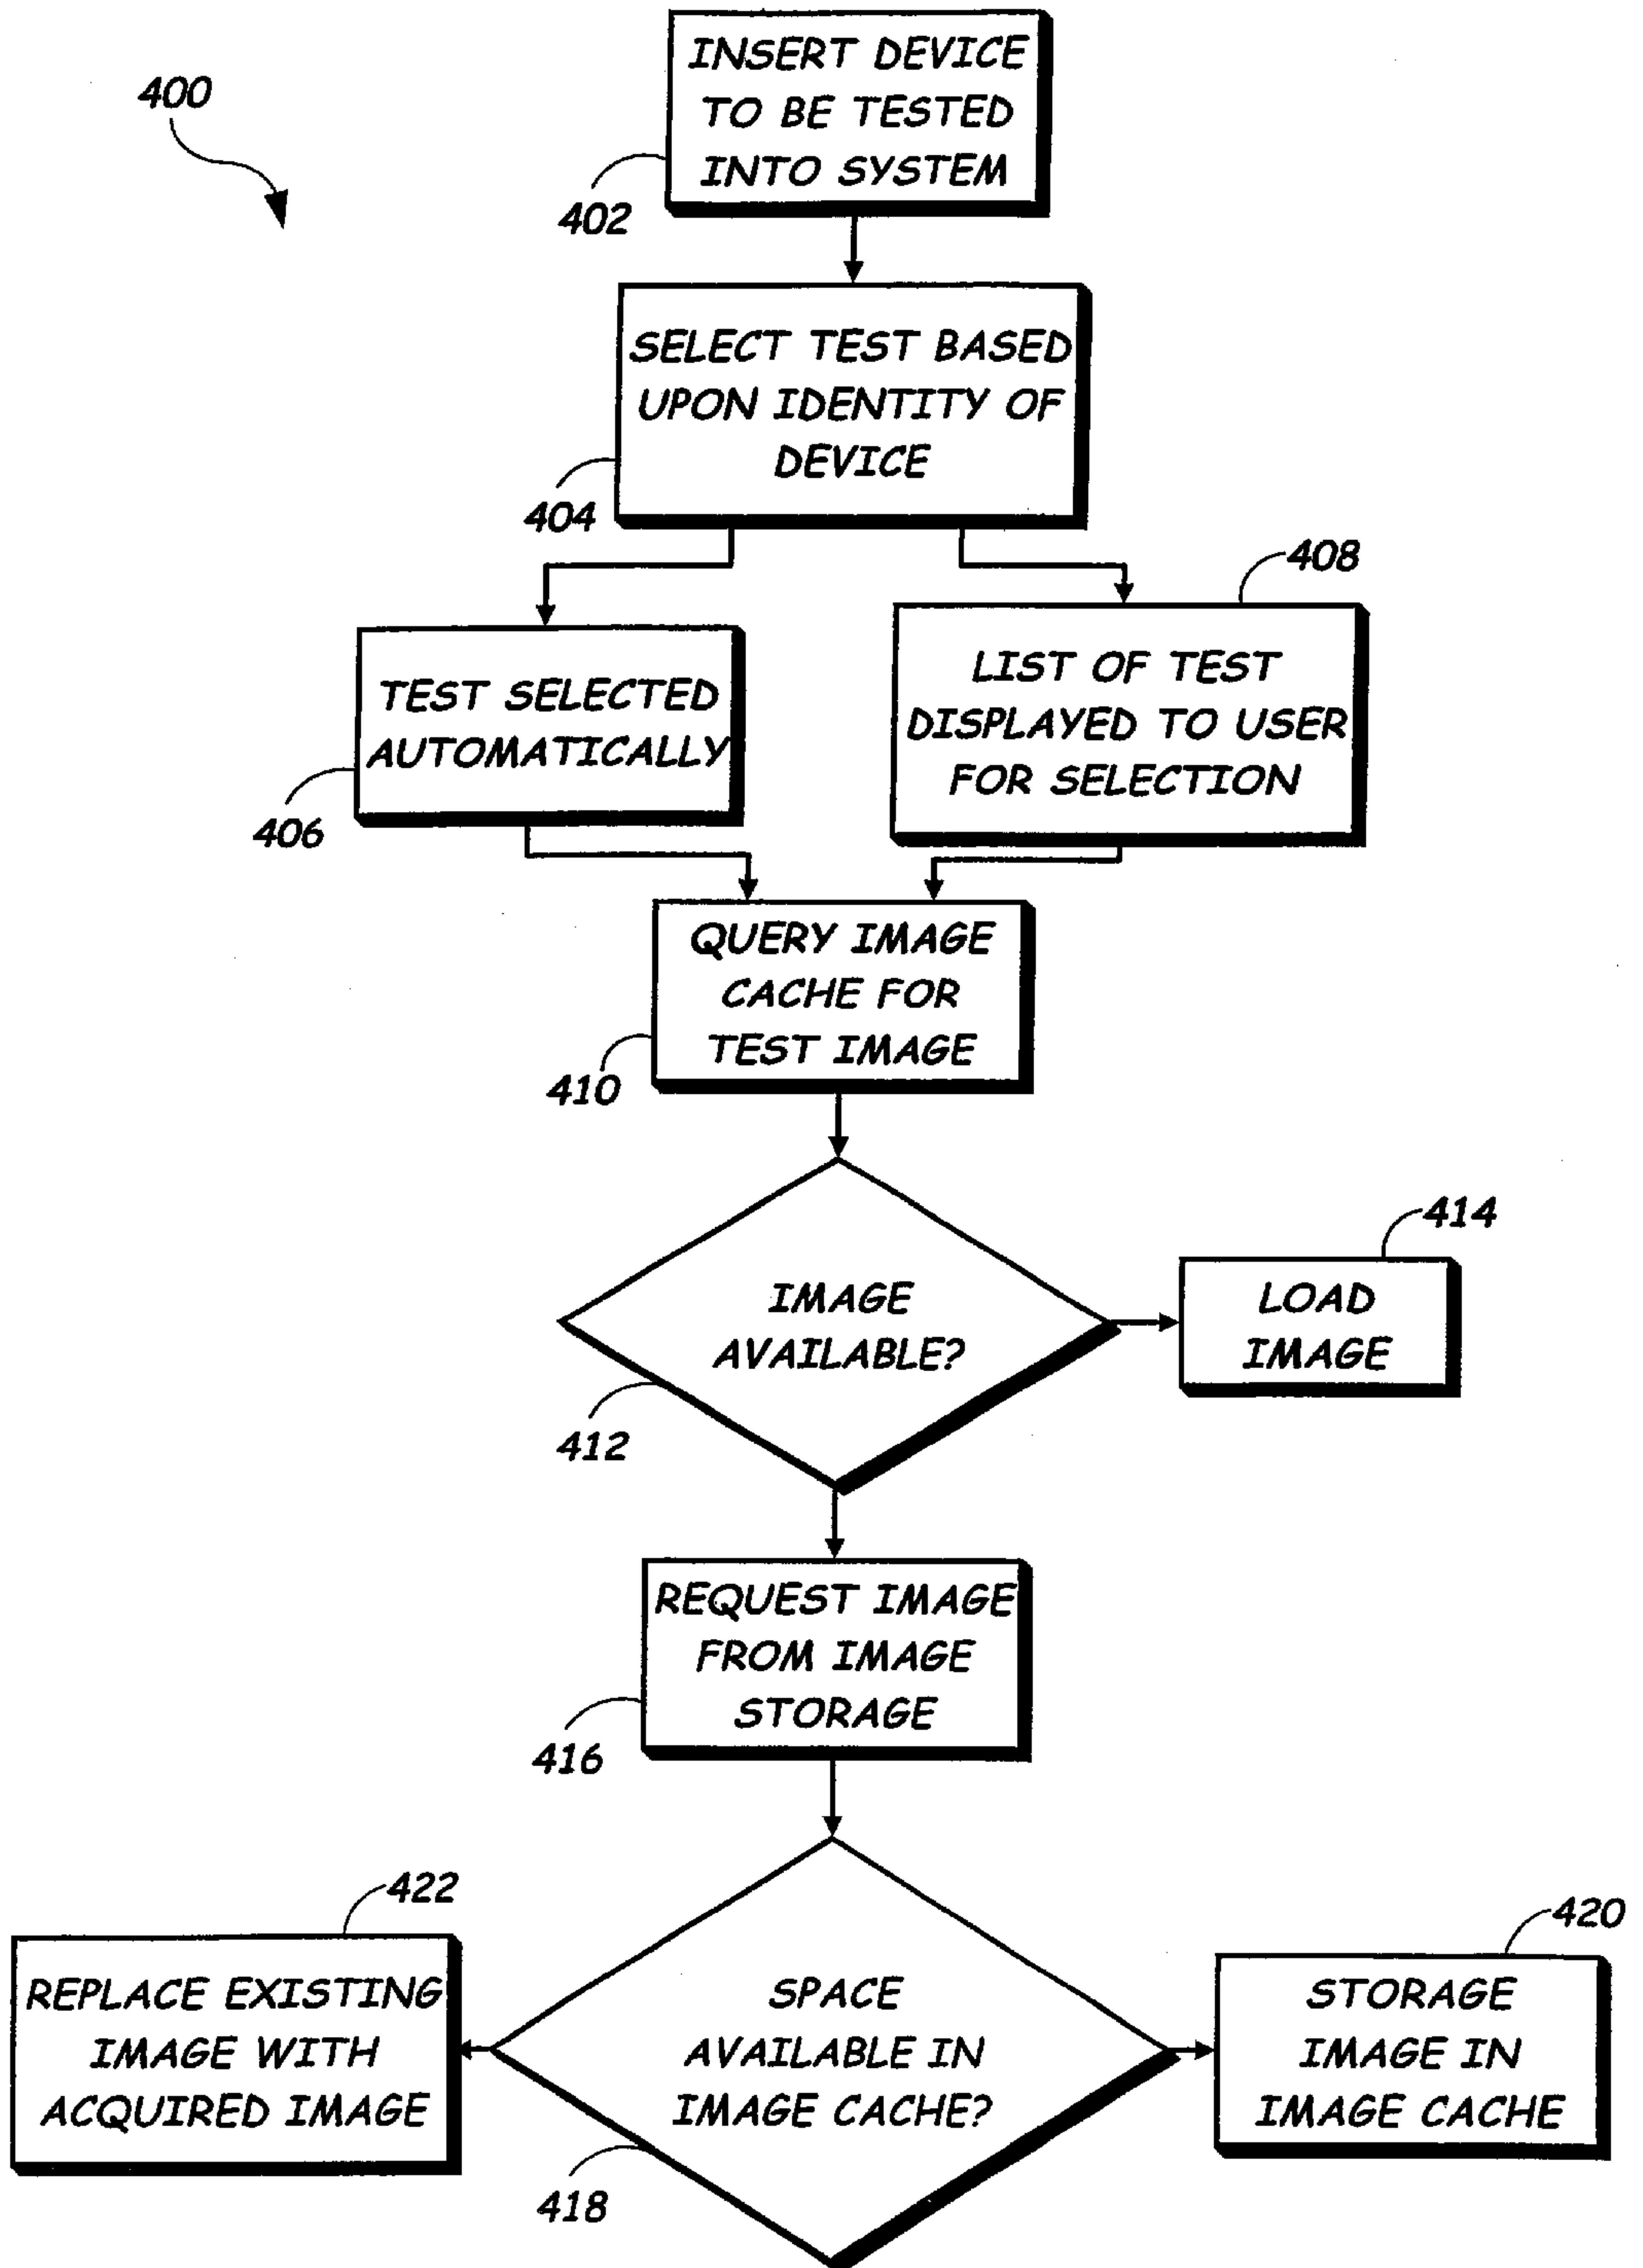 400
INSERT DEVICE
TO BE TESTED
INTO SYSTEM
402
SELECT TEST BASED
UPON IDENTITY OF
DEVICE
404
408
TEST SELECTED
AUTOMATICALLY
406
LIST OF TEST
DISPLAYED TO USER
FOR SELECTION
QUERY IMAGE
CACHE FOR
TEST IMAGE
410
IMAGE
AVAILABLE?
412
414
LOAD
IMAGE
REQUEST IMAGE
FROM IMAGE
STORAGE
416
422
REPLACE EXISTING
IMAGE WITH
ACQUIRED IMAGE
SPACE
AVAILABLE IN
IMAGE CACHE?
418
420
STORAGE
IMAGE IN
IMAGE CACHE